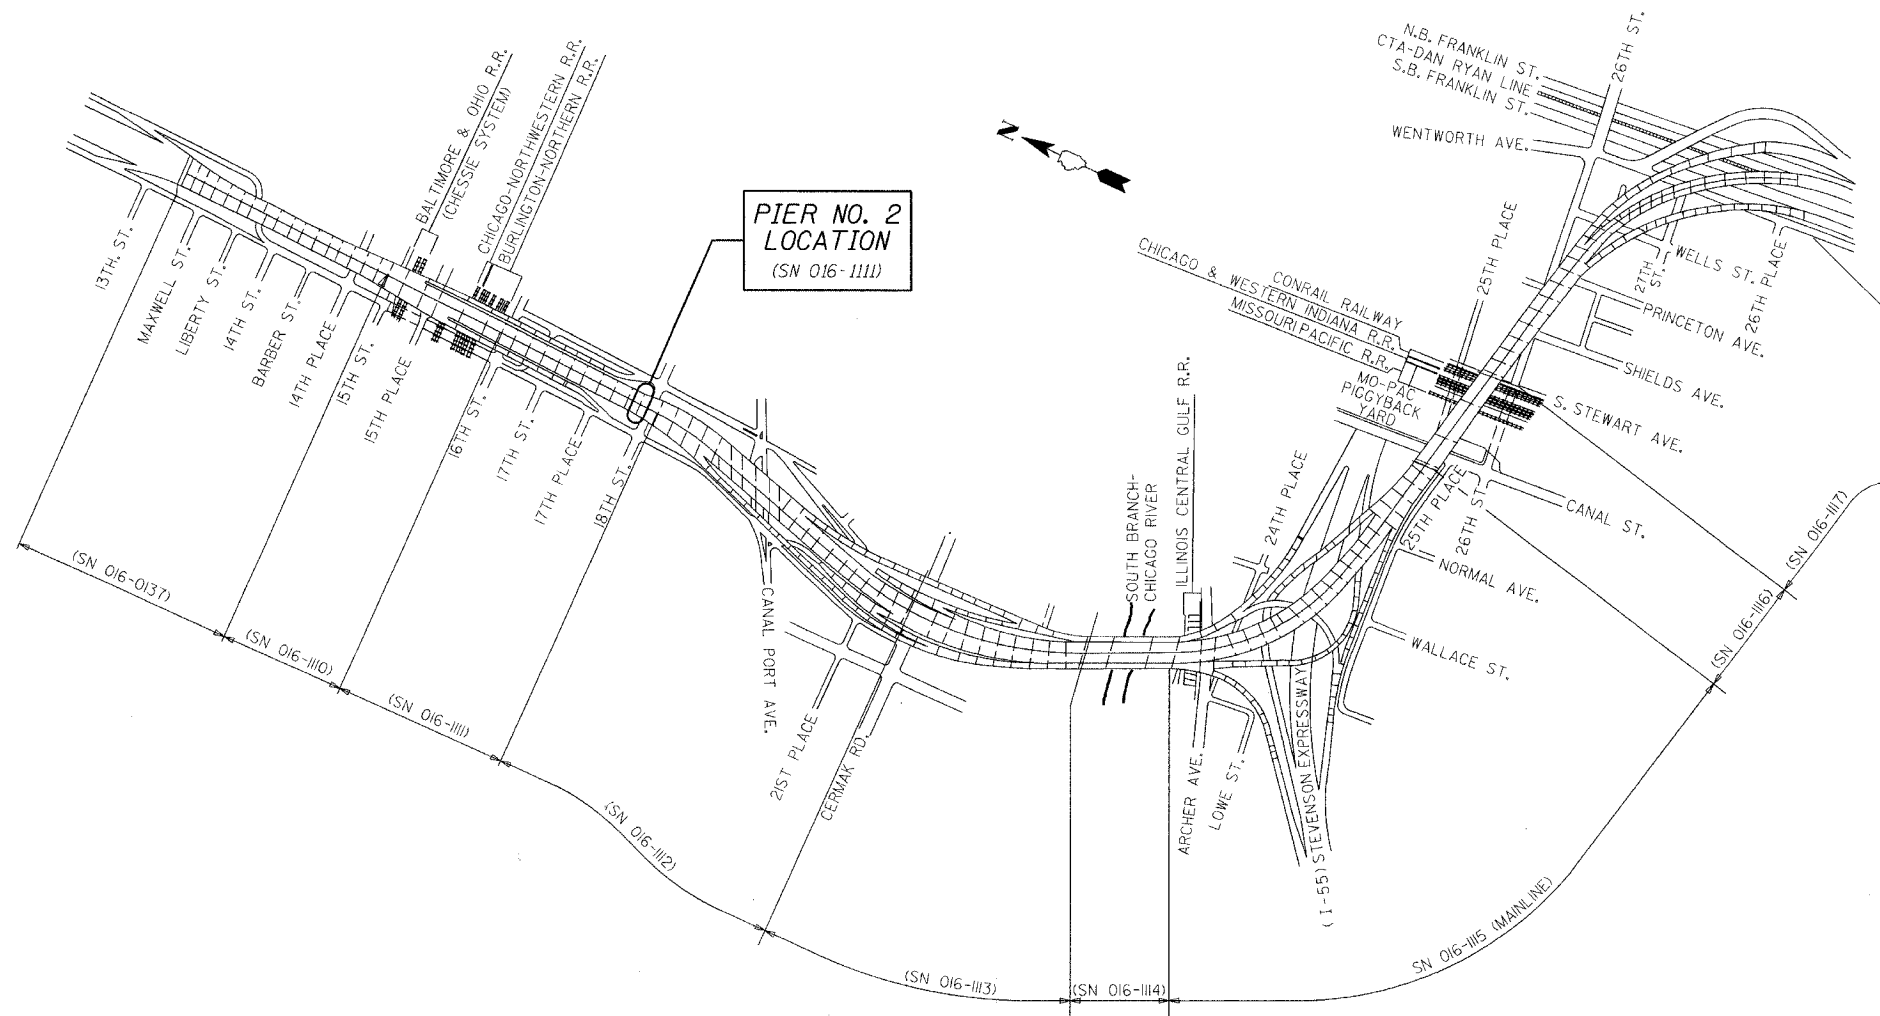 N.B. FRANKLIN ST.
CTA-DAN RYAN LINE
S.B. FRANKLIN ST.
26TH ST.
WENTWORTH AVE.
BALTIMORE & OHIO R.R.
(CHESSIE SYSTEM)
CHICAGO-NORTHWESTERN R.R.
BURLINGTON-NORTHERN R.R.
N
PIER NO. 2
LOCATION
(SN 016-1111)
25TH PLACE
CHICAGO &
WESTERN INDIANA R.R.
CONRAIL RAILWAY
MISSOURI PACIFIC R.R.
MO-PAC
PIGGYBACK
YARD
27TH
ST.
WELLS ST.
26TH PLACE
PRINCETON AVE.
SHIELDS AVE.
S. STEWART AVE.
CANAL ST.
13TH. ST.
MAXWELL ST.
LIBERTY ST.
14TH ST.
BARBER ST.
14TH PLACE
15TH ST.
15TH PLACE
16TH ST.
17TH ST.
17TH PLACE
18TH ST.
CANAL PORT AVE.
21ST PLACE
CERMAK RD.
SOUTH BRANCH-
CHICAGO RIVER
ILLINOIS CENTRAL GULF R.R.
24TH PLACE
25TH PLACE
26TH ST.
NORMAL AVE.
WALLACE ST.
ARCHER AVE.
LOWE ST.
(I-55) STEVENSON EXPRESSWAY
(SN 016-0137)
(SN 016-1110)
(SN 016-1111)
(SN 016-1112)
(SN 016-1113)
(SN 016-1114)
SN 016-1115 (MAINLINE)
(SN 016-1116)
(SN 016-1117)